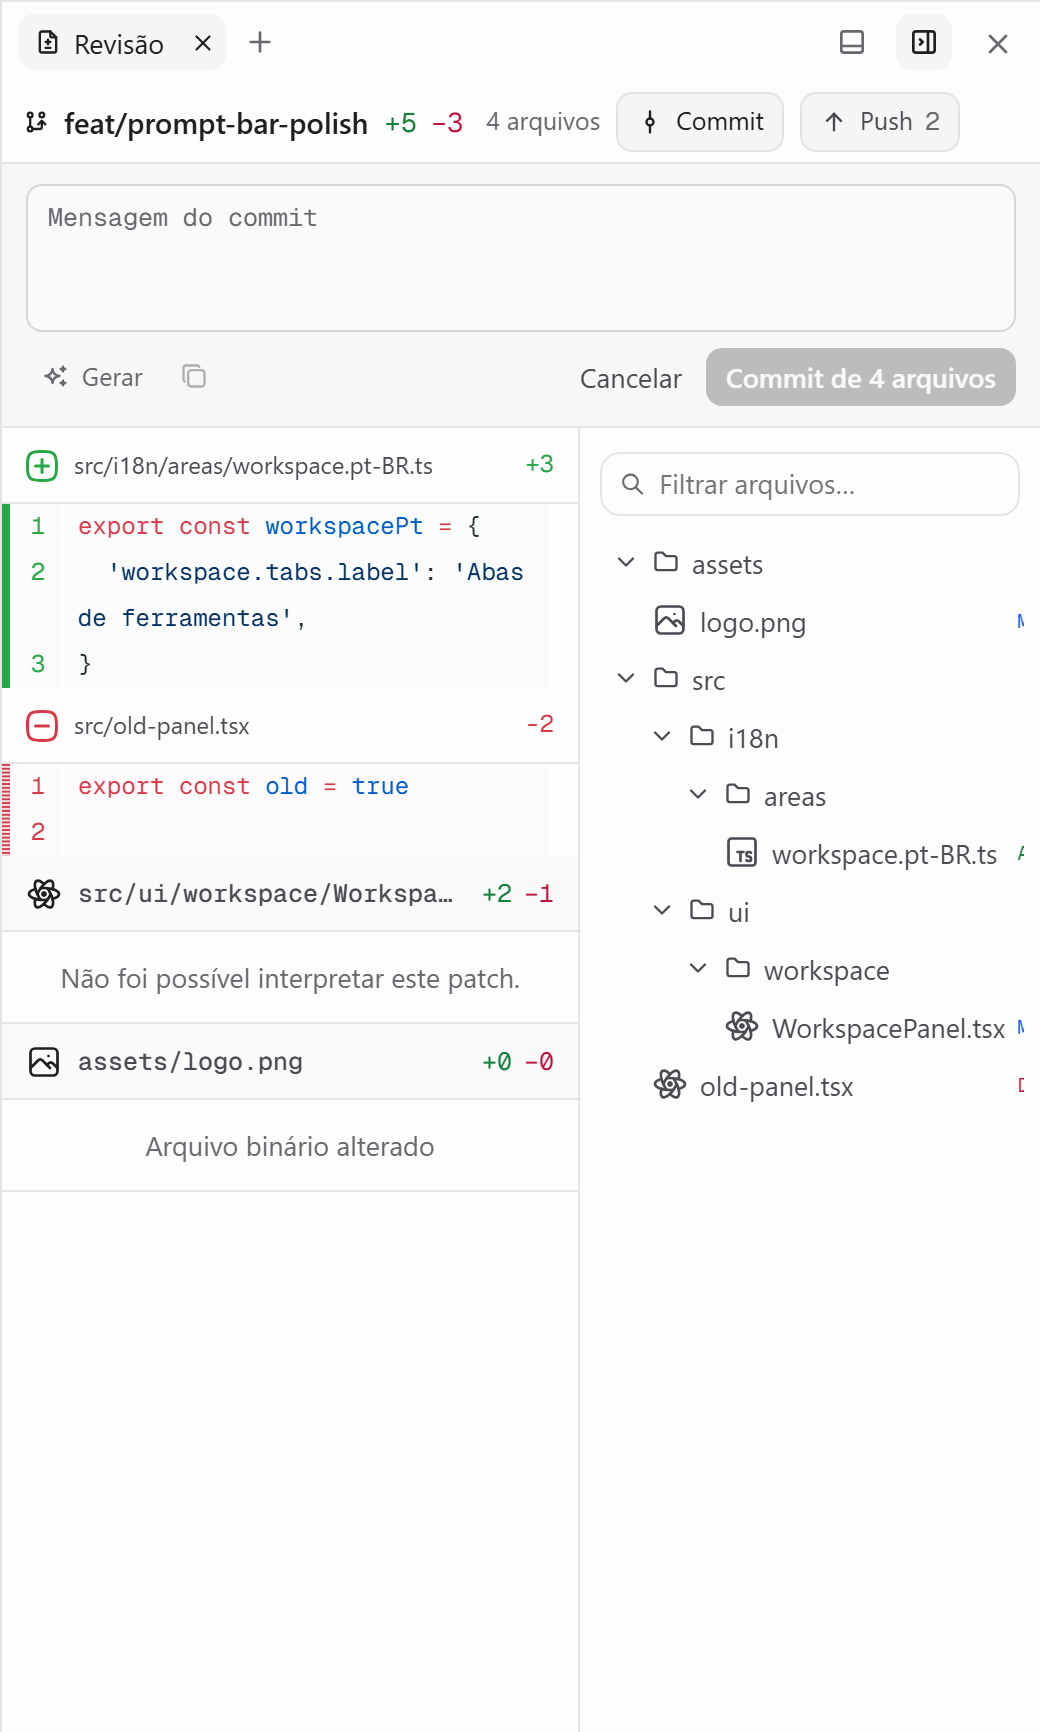 Revisão
feat/prompt-bar-polish +5 −3 4 arquivos Commit Push 2
Mensagem do commit
Gerar Cancelar Commit de 4 arquivos
src/i18n/areas/workspace.pt-BR.ts +3
1 export const workspacePt = {
2 'workspace.tabs.label': 'Abas
de ferramentas',
3 }
src/old-panel.tsx -2
1 export const old = true
2
src/ui/workspace/Workspa… +2 −1
Não foi possível interpretar este patch.
assets/logo.png +0 −0
Arquivo binário alterado
Filtrar arquivos...
assets
logo.png
src
i18n
areas
TS workspace.pt-BR.ts
ui
workspace
WorkspacePanel.tsx
old-panel.tsx